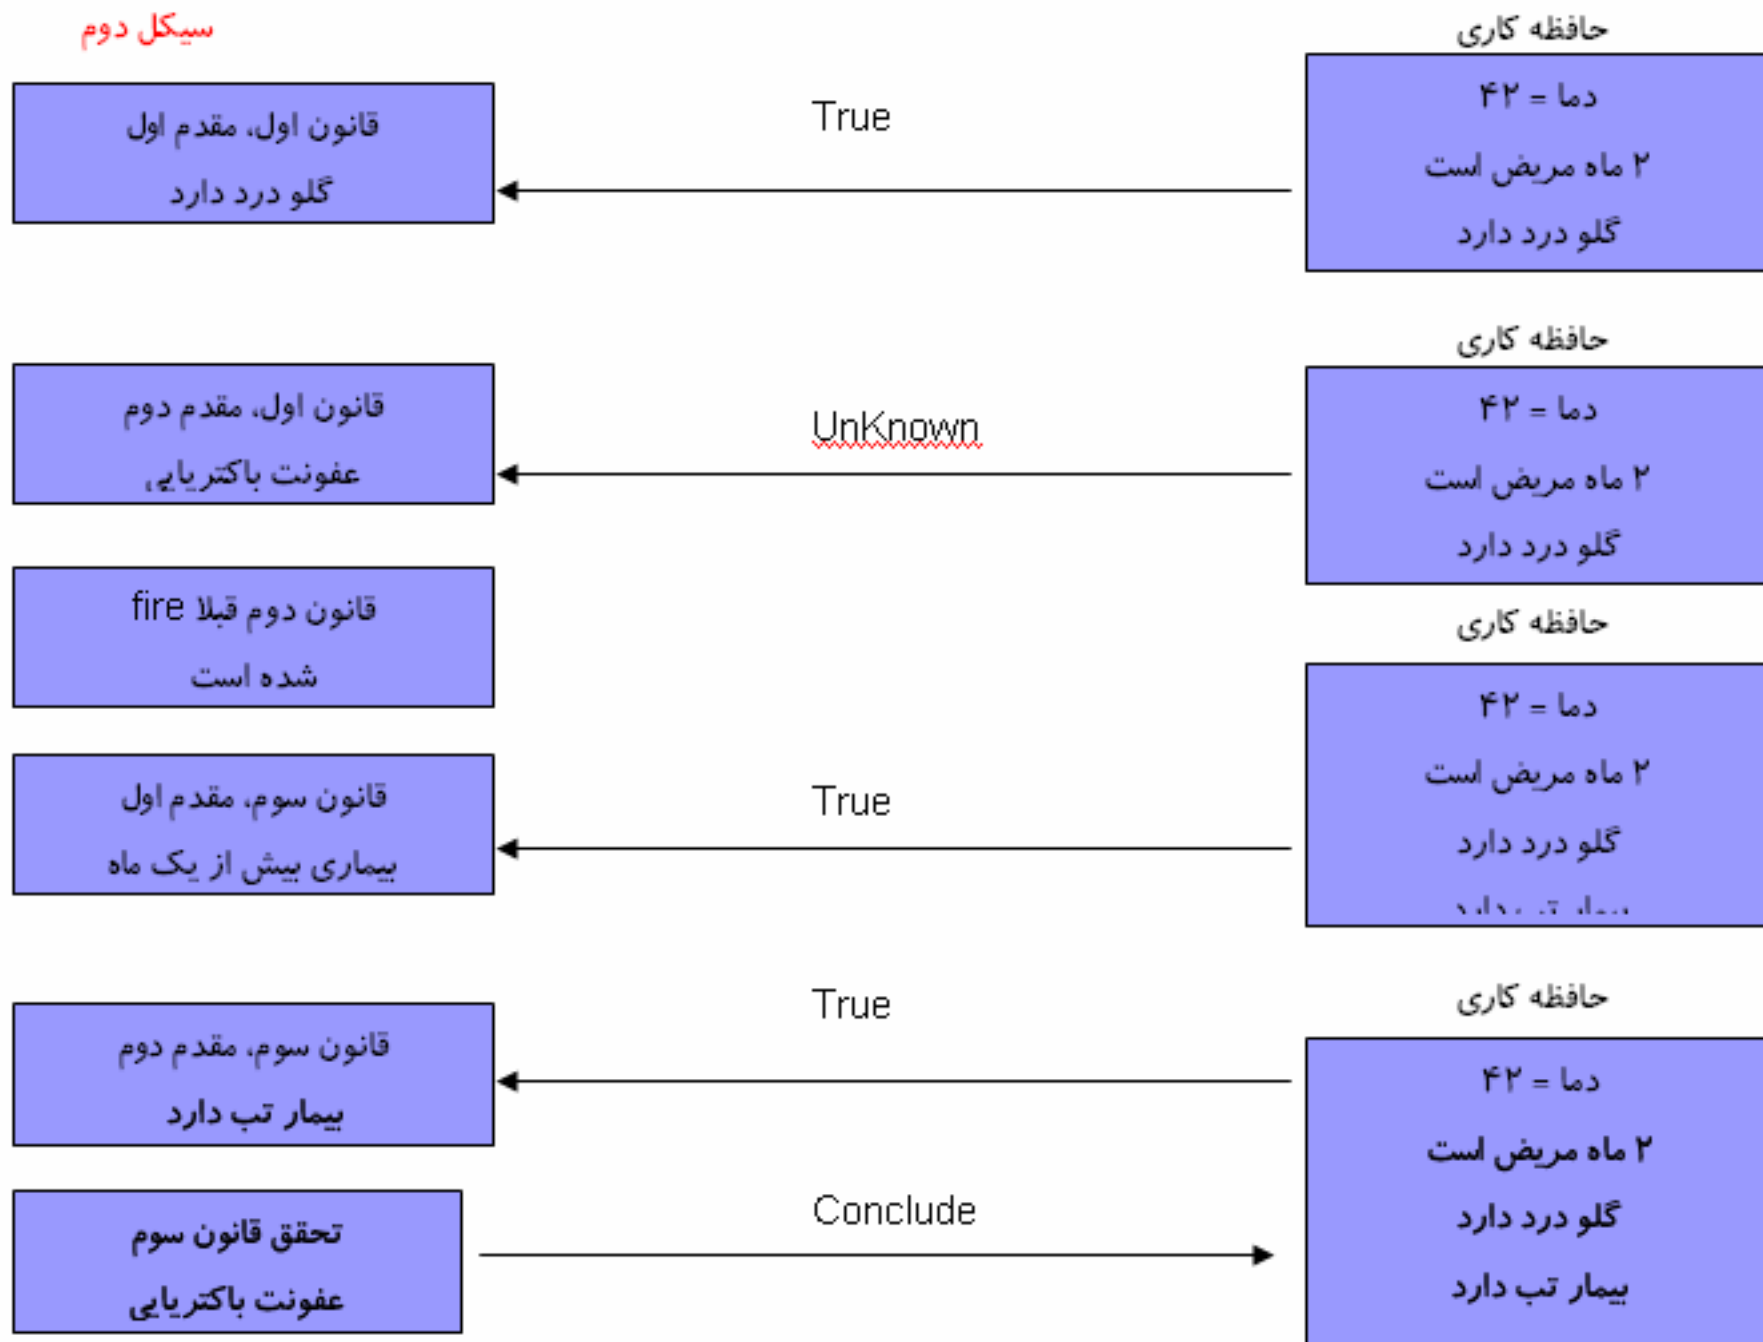 سیکل دوم
حافظه کاری
قانون اول، مقدم اول
گلو درد دارد
True
دما = ۴۲
۲ ماه مریض است
گلو درد دارد
حافظه کاری
قانون اول، مقدم دوم
عفونت باکتریایی
UnKnown
دما = ۴۲
۲ ماه مریض است
گلو درد دارد
قانون دوم قبلا fire
شده است
حافظه کاری
دما = ۴۲
۲ ماه مریض است
گلو درد دارد
بیمار تب دارد
قانون سوم، مقدم اول
بیماری بیش از یک ماه
True
حافظه کاری
قانون سوم، مقدم دوم
بیمار تب دارد
True
دما = ۴۲
۲ ماه مریض است
گلو درد دارد
بیمار تب دارد
تحقق قانون سوم
عفونت باکتریایی
Conclude